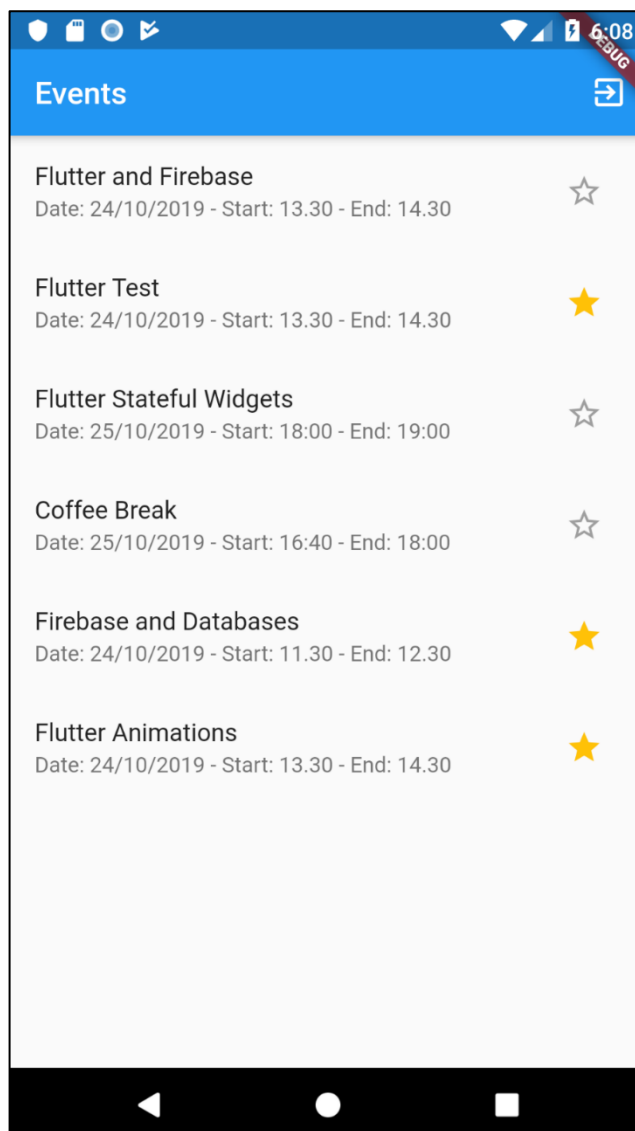 6:08
DEBUG
Events
Flutter and Firebase
Date: 24/10/2019 - Start: 13.30 - End: 14.30
Flutter Test
Date: 24/10/2019 - Start: 13.30 - End: 14.30
Flutter Stateful Widgets
Date: 25/10/2019 - Start: 18:00 - End: 19:00
Coffee Break
Date: 25/10/2019 - Start: 16:40 - End: 18:00
Firebase and Databases
Date: 24/10/2019 - Start: 11.30 - End: 12.30
Flutter Animations
Date: 24/10/2019 - Start: 13.30 - End: 14.30